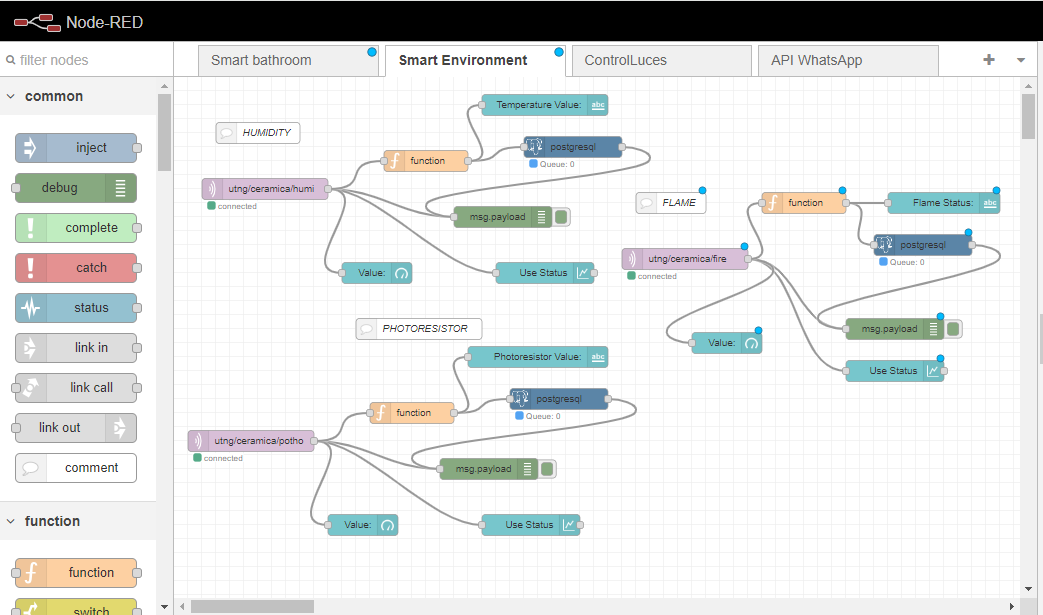 Node-RED
filter nodes
Smart bathroom
Smart Environment
ControlLuces
API WhatsApp
common
inject
debug
complete
catch
status
link in
link call
link out
comment
function
function
switch
HUMIDITY
Temperature Value:
abc
function
postgresql
Queue: 0
utng/ceramica/humi
connected
msg.payload
Value:
Use Status
FLAME
function
Flame Status:
abc
postgresql
Queue: 0
utng/ceramica/fire
connected
msg.payload
Value:
Use Status
PHOTORESISTOR
Photoresistor Value:
abc
function
postgresql
Queue: 0
utng/ceramica/potho
connected
msg.payload
Value:
Use Status